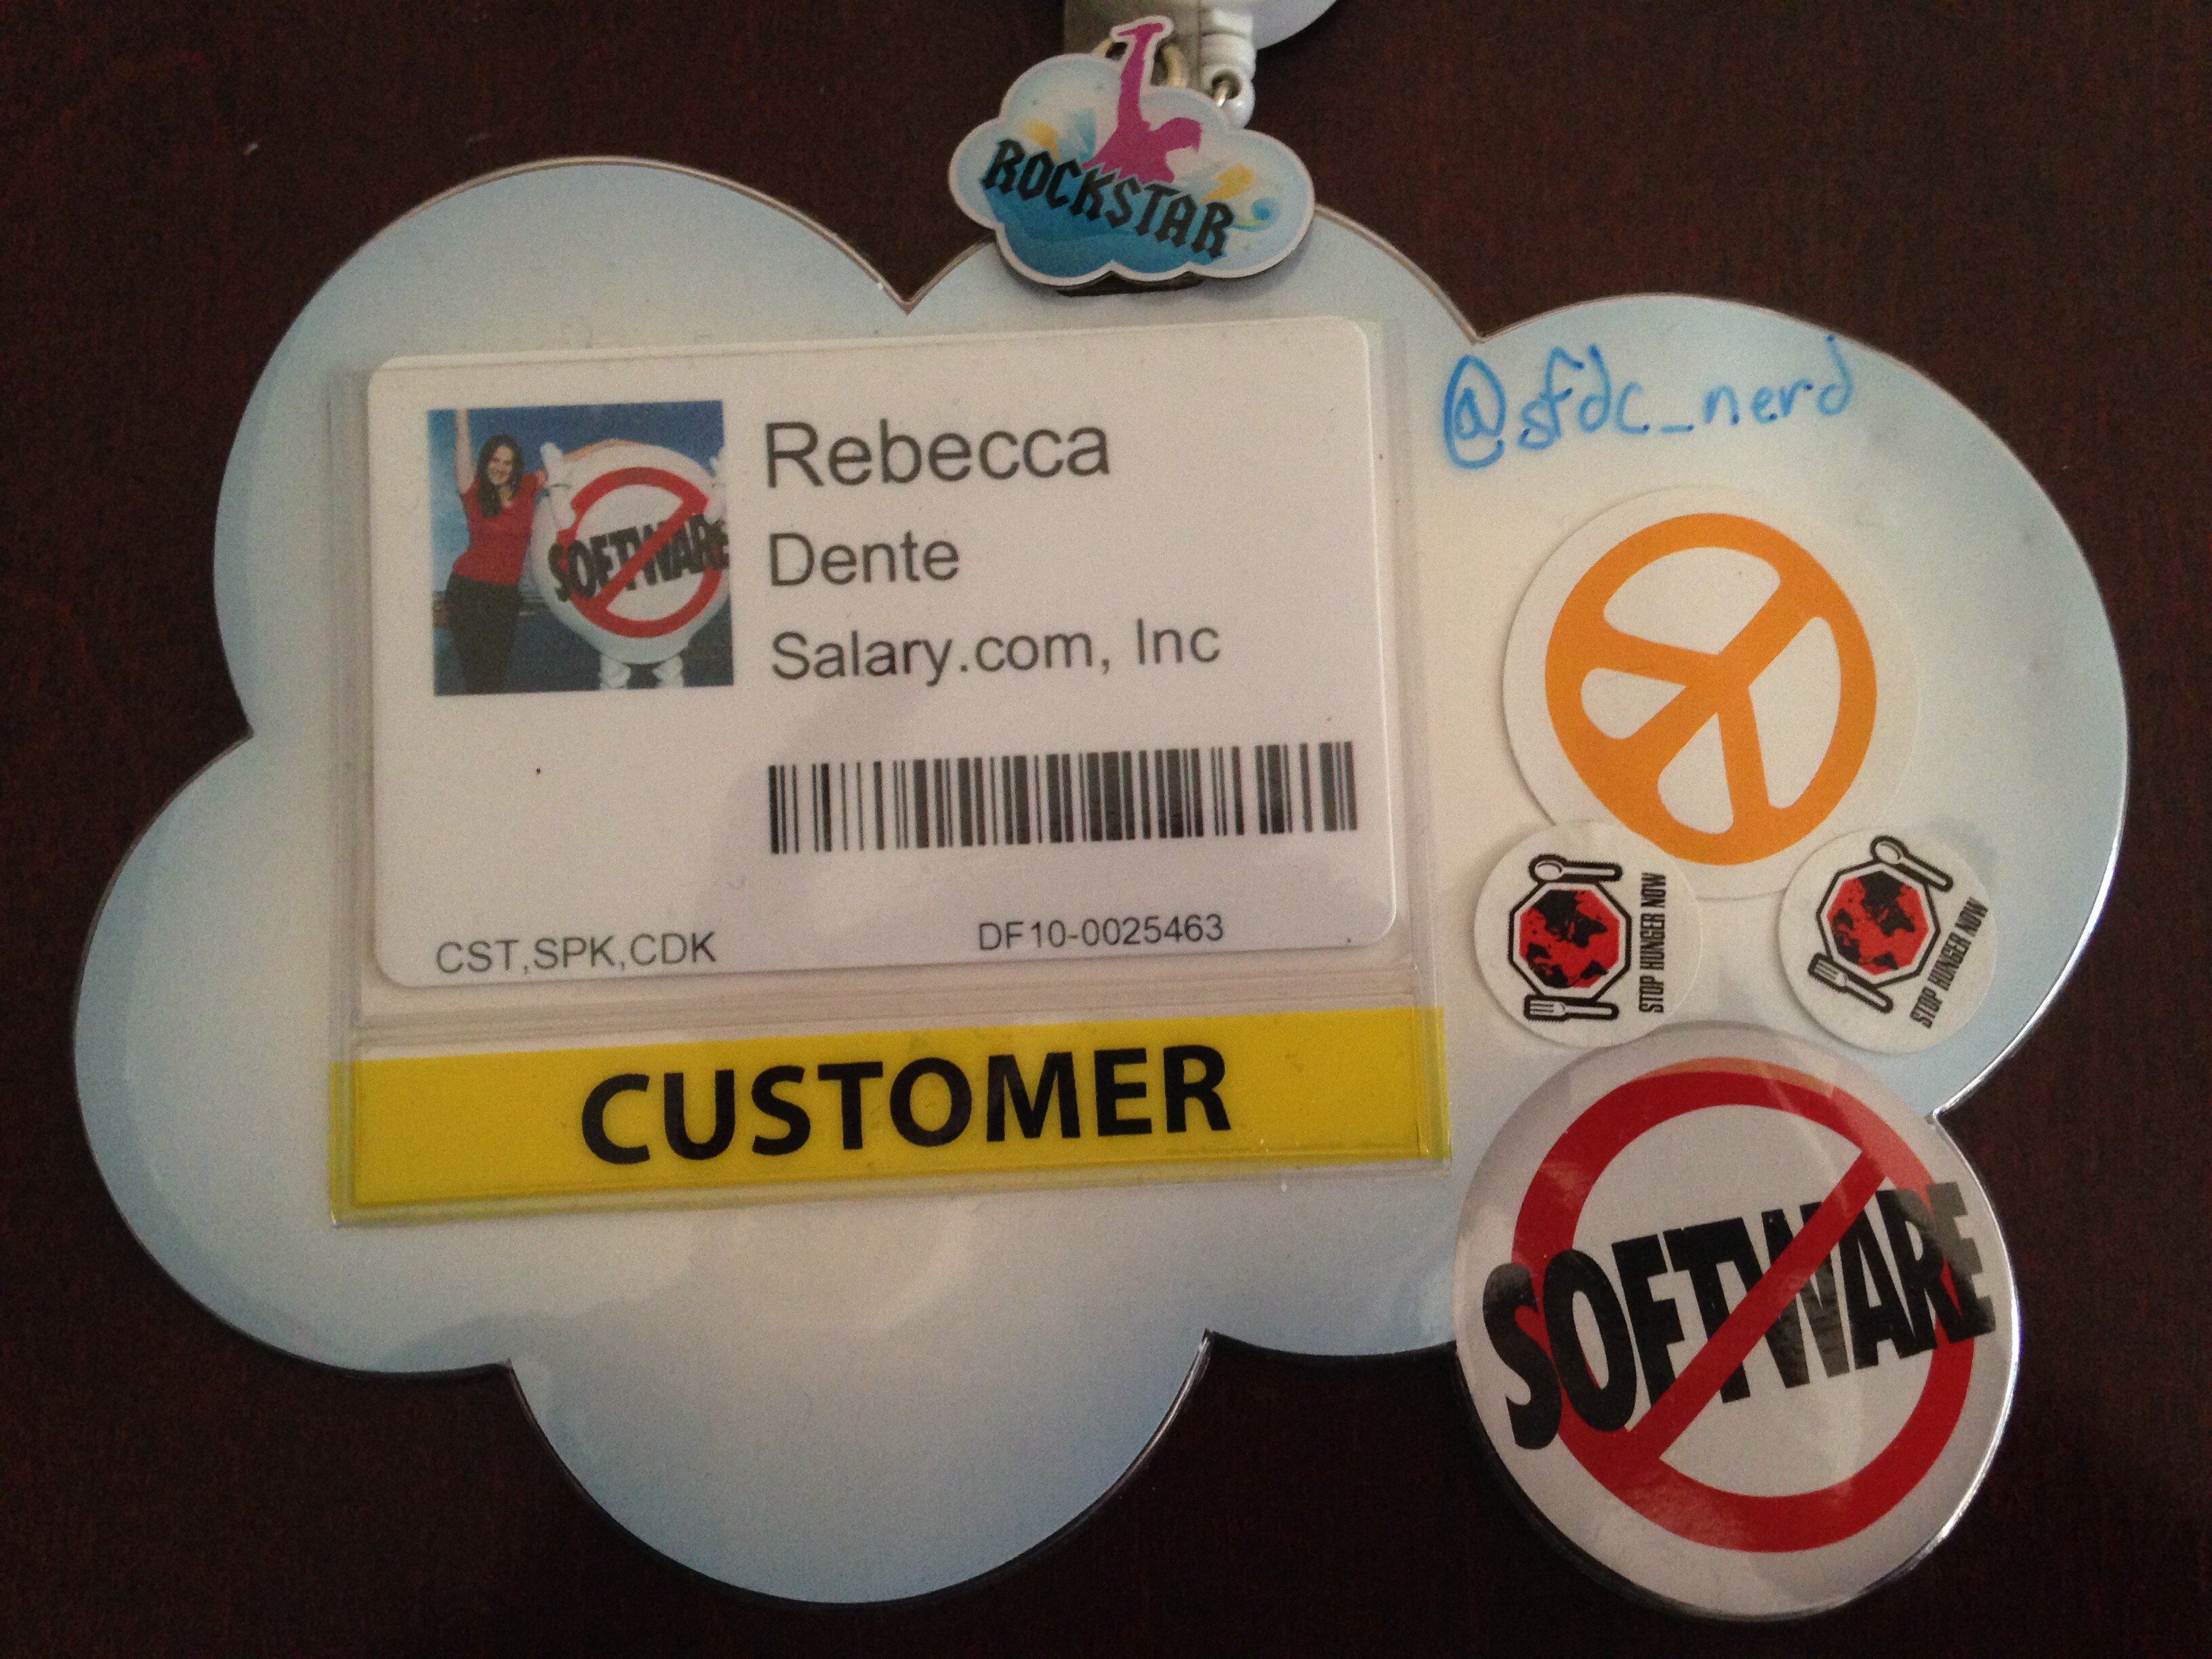 ROCKSTAR
@sfdc_nerd
Rebecca
Dente
Salary.com, Inc
SOFTWARE
CST,SPK,CDK
DF10-0025463
CUSTOMER
STOP HUNGER NOW
STOP HUNGER NOW
SOFTWARE